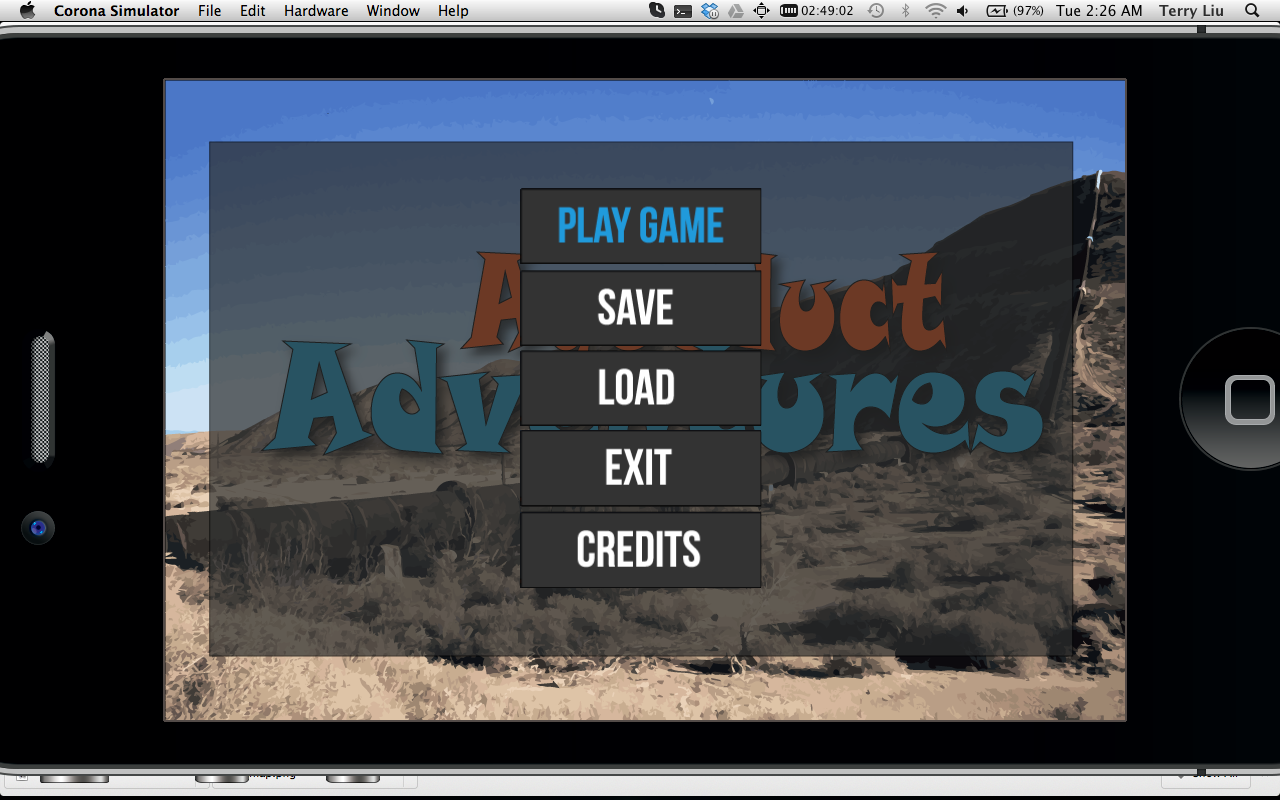 Corona Simulator File Edit Hardware Window Help 02:49:02 (97%) Tue 2:26 AM Terry Liu
PLAY GAME
SAVE
LOAD
EXIT
CREDITS